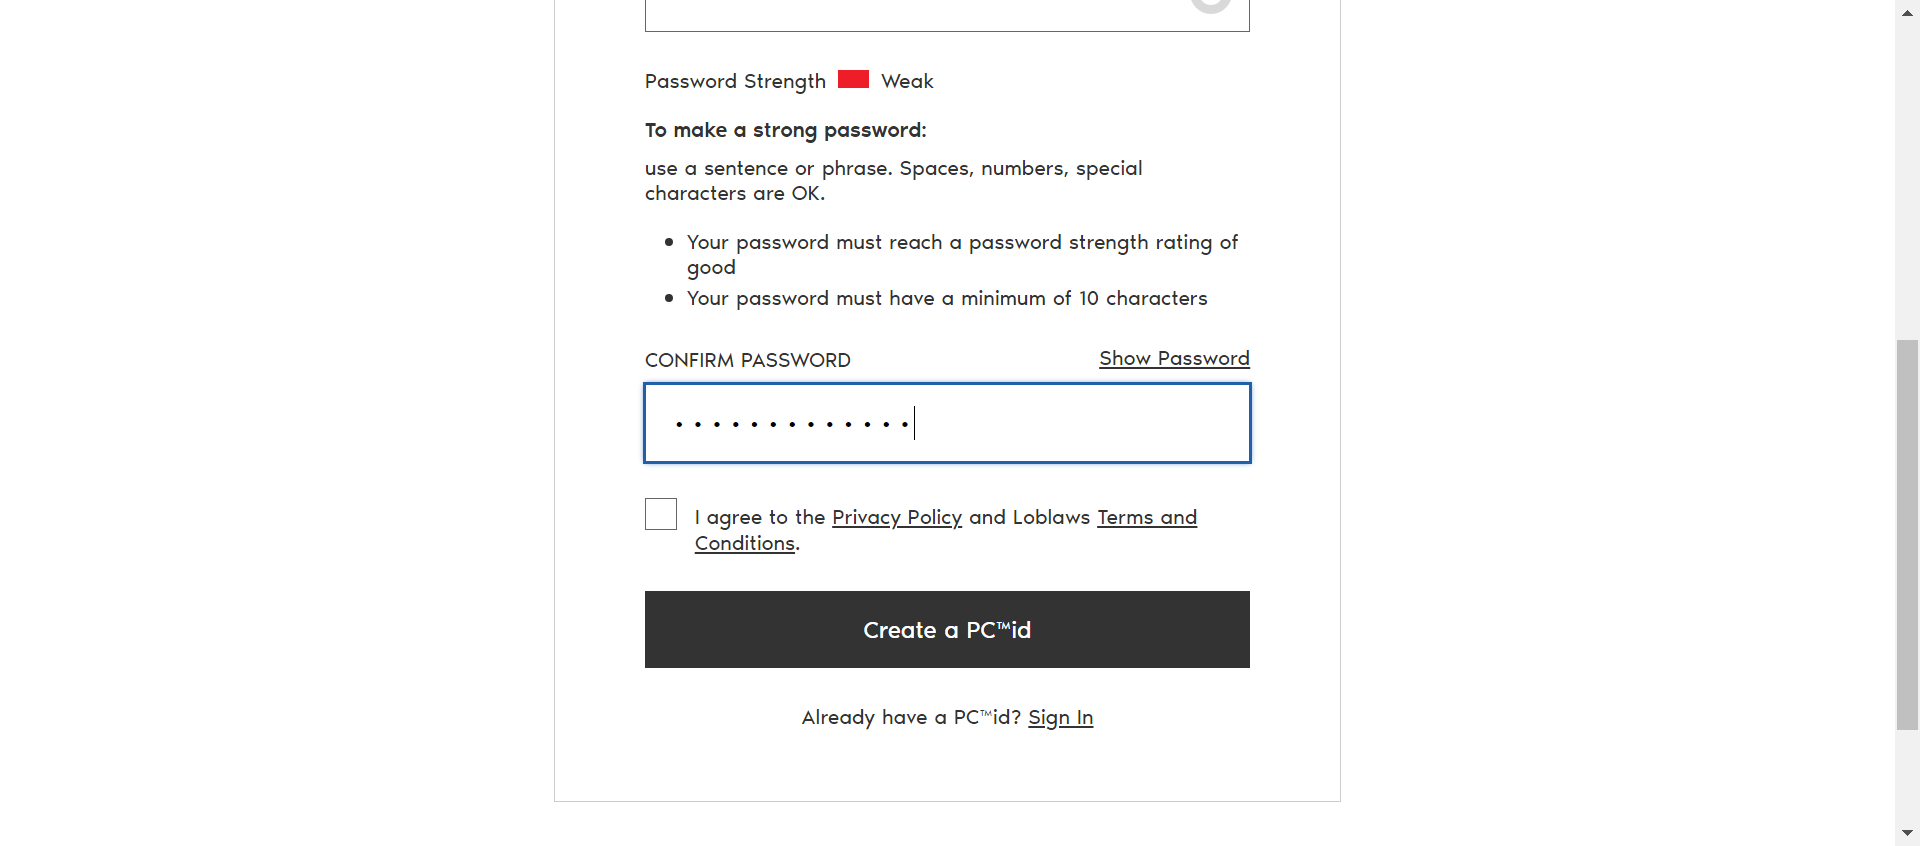 Password Strength Weak
To make a strong password:
use a sentence or phrase. Spaces, numbers, special
characters are OK.
• Your password must reach a password strength rating of
good
• Your password must have a minimum of 10 characters
CONFIRM PASSWORD Show Password
•••••••••••••
I agree to the Privacy Policy and Loblaws Terms and
Conditions.
Create a PC™id
Already have a PC™id? Sign In